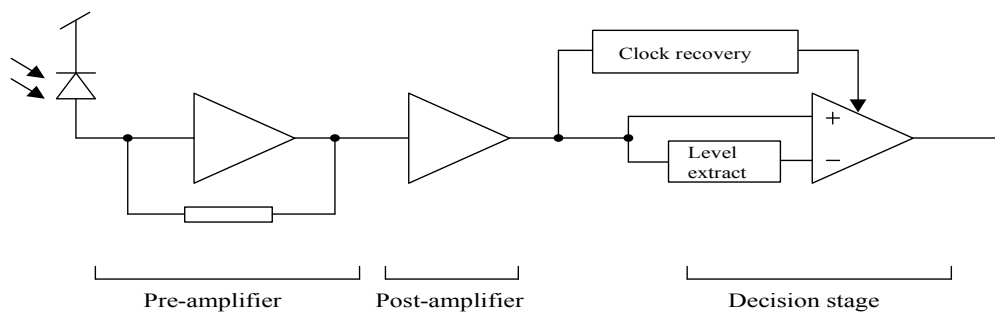 Clock recovery
+
Level
extract
−
Pre-amplifier
Post-amplifier
Decision stage